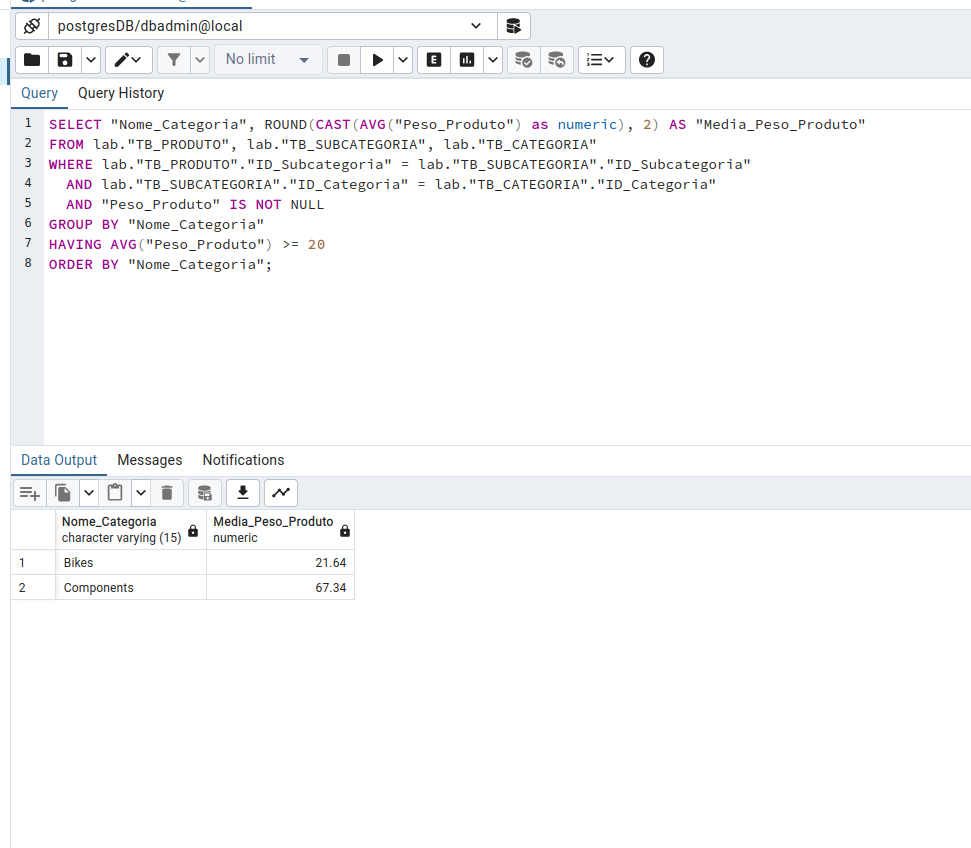 postgresDB/dbadmin@local
No limit
Query Query History
1 SELECT "Nome_Categoria", ROUND(CAST(AVG("Peso_Produto") as numeric), 2) AS "Media_Peso_Produto"
2 FROM lab."TB_PRODUTO", lab."TB_SUBCATEGORIA", lab."TB_CATEGORIA"
3 WHERE lab."TB_PRODUTO"."ID_Subcategoria" = lab."TB_SUBCATEGORIA"."ID_Subcategoria"
4 AND lab."TB_SUBCATEGORIA"."ID_Categoria" = lab."TB_CATEGORIA"."ID_Categoria"
5 AND "Peso_Produto" IS NOT NULL
6 GROUP BY "Nome_Categoria"
7 HAVING AVG("Peso_Produto") >= 20
8 ORDER BY "Nome_Categoria";
Data Output Messages Notifications
Nome_Categoria Media_Peso_Produto
character varying (15) numeric
1 Bikes 21.64
2 Components 67.34